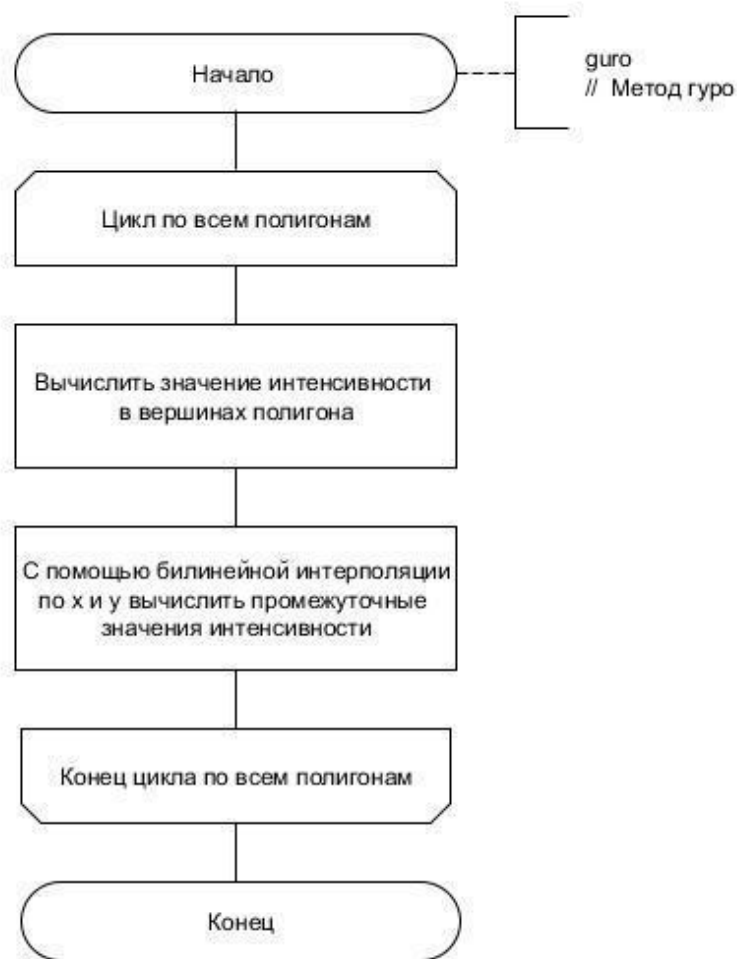 Начало
guro
// Метод гуро
Цикл по всем полигонам
Вычислить значение интенсивности
в вершинах полигона
С помощью билинейной интерполяции
по x и y вычислить промежуточные
значения интенсивности
Конец цикла по всем полигонам
Конец